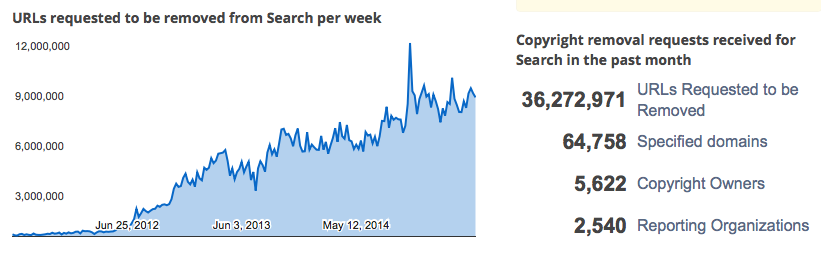 URLs requested to be removed from Search per week
12,000,000
9,000,000
6,000,000
3,000,000
Jun 25, 2012
Jun 3, 2013
May 12, 2014
Copyright removal requests received for
Search in the past month
36,272,971 URLs Requested to be
Removed
64,758 Specified domains
5,622 Copyright Owners
2,540 Reporting Organizations